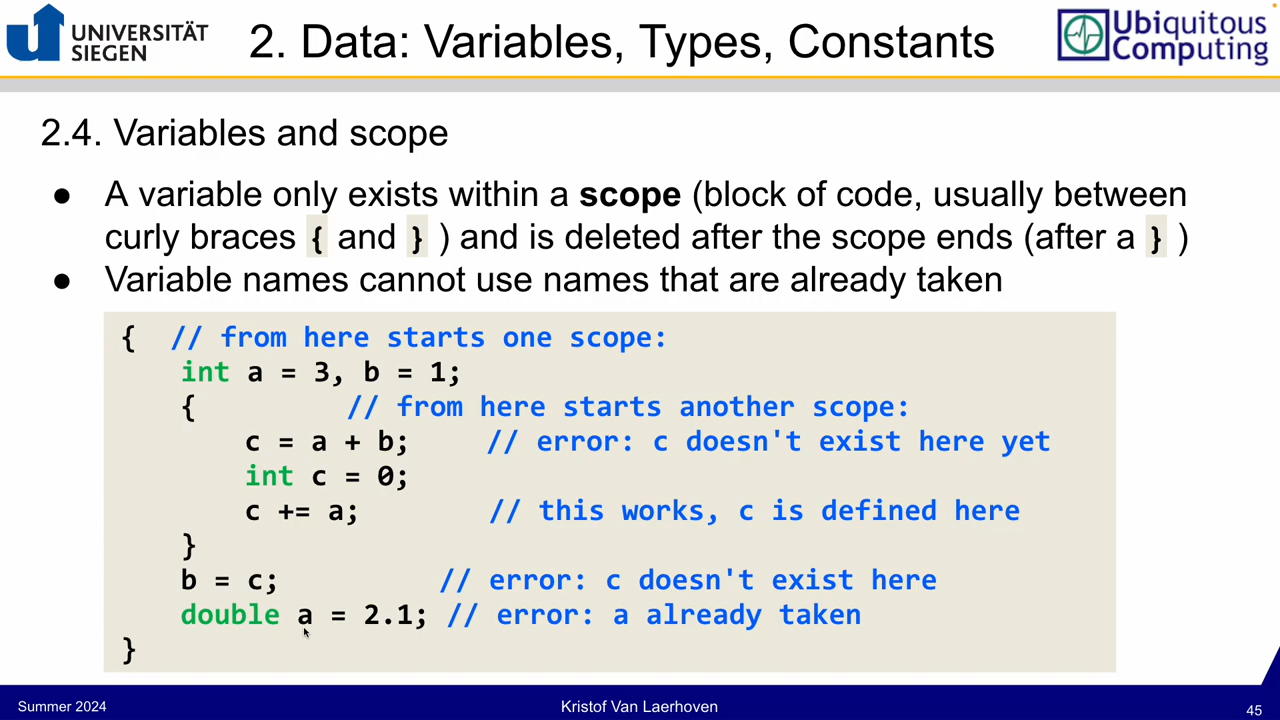 UNIVERSITÄT
SIEGEN
2. Data: Variables, Types, Constants
Ubiquitous
Computing
2.4. Variables and scope
● A variable only exists within a scope (block of code, usually between
curly braces { and } ) and is deleted after the scope ends (after a } )
● Variable names cannot use names that are already taken
{  // from here starts one scope:
    int a = 3, b = 1;
    {         // from here starts another scope:
        c = a + b;     // error: c doesn't exist here yet
        int c = 0;
        c += a;        // this works, c is defined here
    }
    b = c;          // error: c doesn't exist here
    double a = 2.1; // error: a already taken
}
Summer 2024
Kristof Van Laerhoven
45